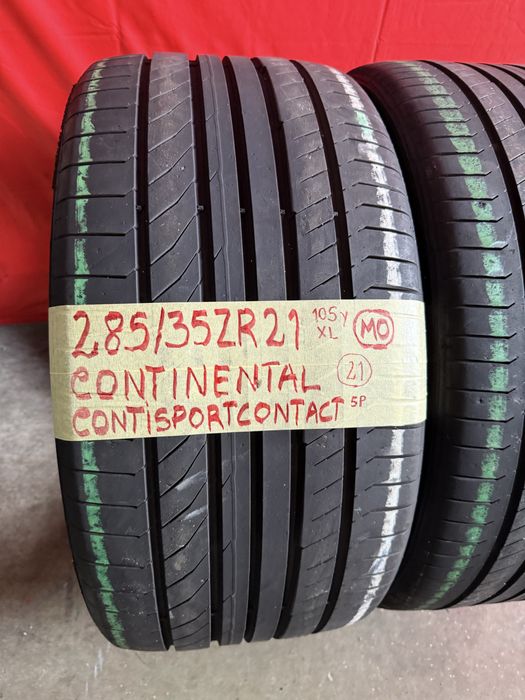 285/35ZR21 105Y XL MO
CONTINENTAL 21
CONTISPORTCONTACT 5P